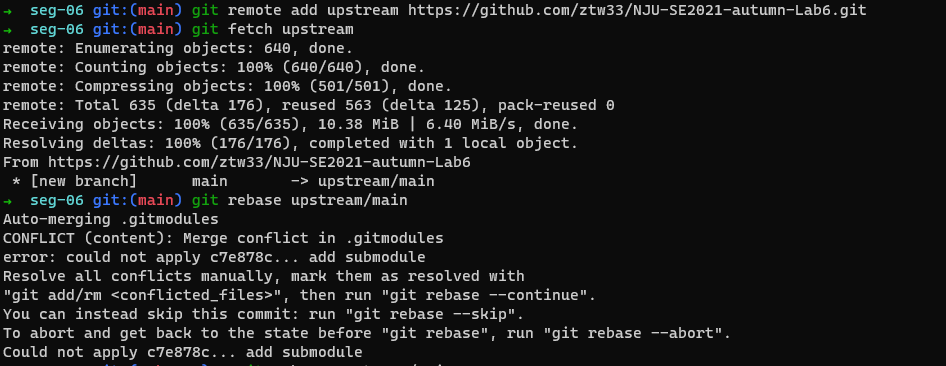 → seg-06 git:(main) git remote add upstream https://github.com/ztw33/NJU-SE2021-autumn-Lab6.git
→ seg-06 git:(main) git fetch upstream
remote: Enumerating objects: 640, done.
remote: Counting objects: 100% (640/640), done.
remote: Compressing objects: 100% (501/501), done.
remote: Total 635 (delta 176), reused 563 (delta 125), pack-reused 0
Receiving objects: 100% (635/635), 10.38 MiB | 6.40 MiB/s, done.
Resolving deltas: 100% (176/176), completed with 1 local object.
From https://github.com/ztw33/NJU-SE2021-autumn-Lab6
 * [new branch]      main       -> upstream/main
→ seg-06 git:(main) git rebase upstream/main
Auto-merging .gitmodules
CONFLICT (content): Merge conflict in .gitmodules
error: could not apply c7e878c... add submodule
Resolve all conflicts manually, mark them as resolved with
"git add/rm <conflicted_files>", then run "git rebase --continue".
You can instead skip this commit: run "git rebase --skip".
To abort and get back to the state before "git rebase", run "git rebase --abort".
Could not apply c7e878c... add submodule